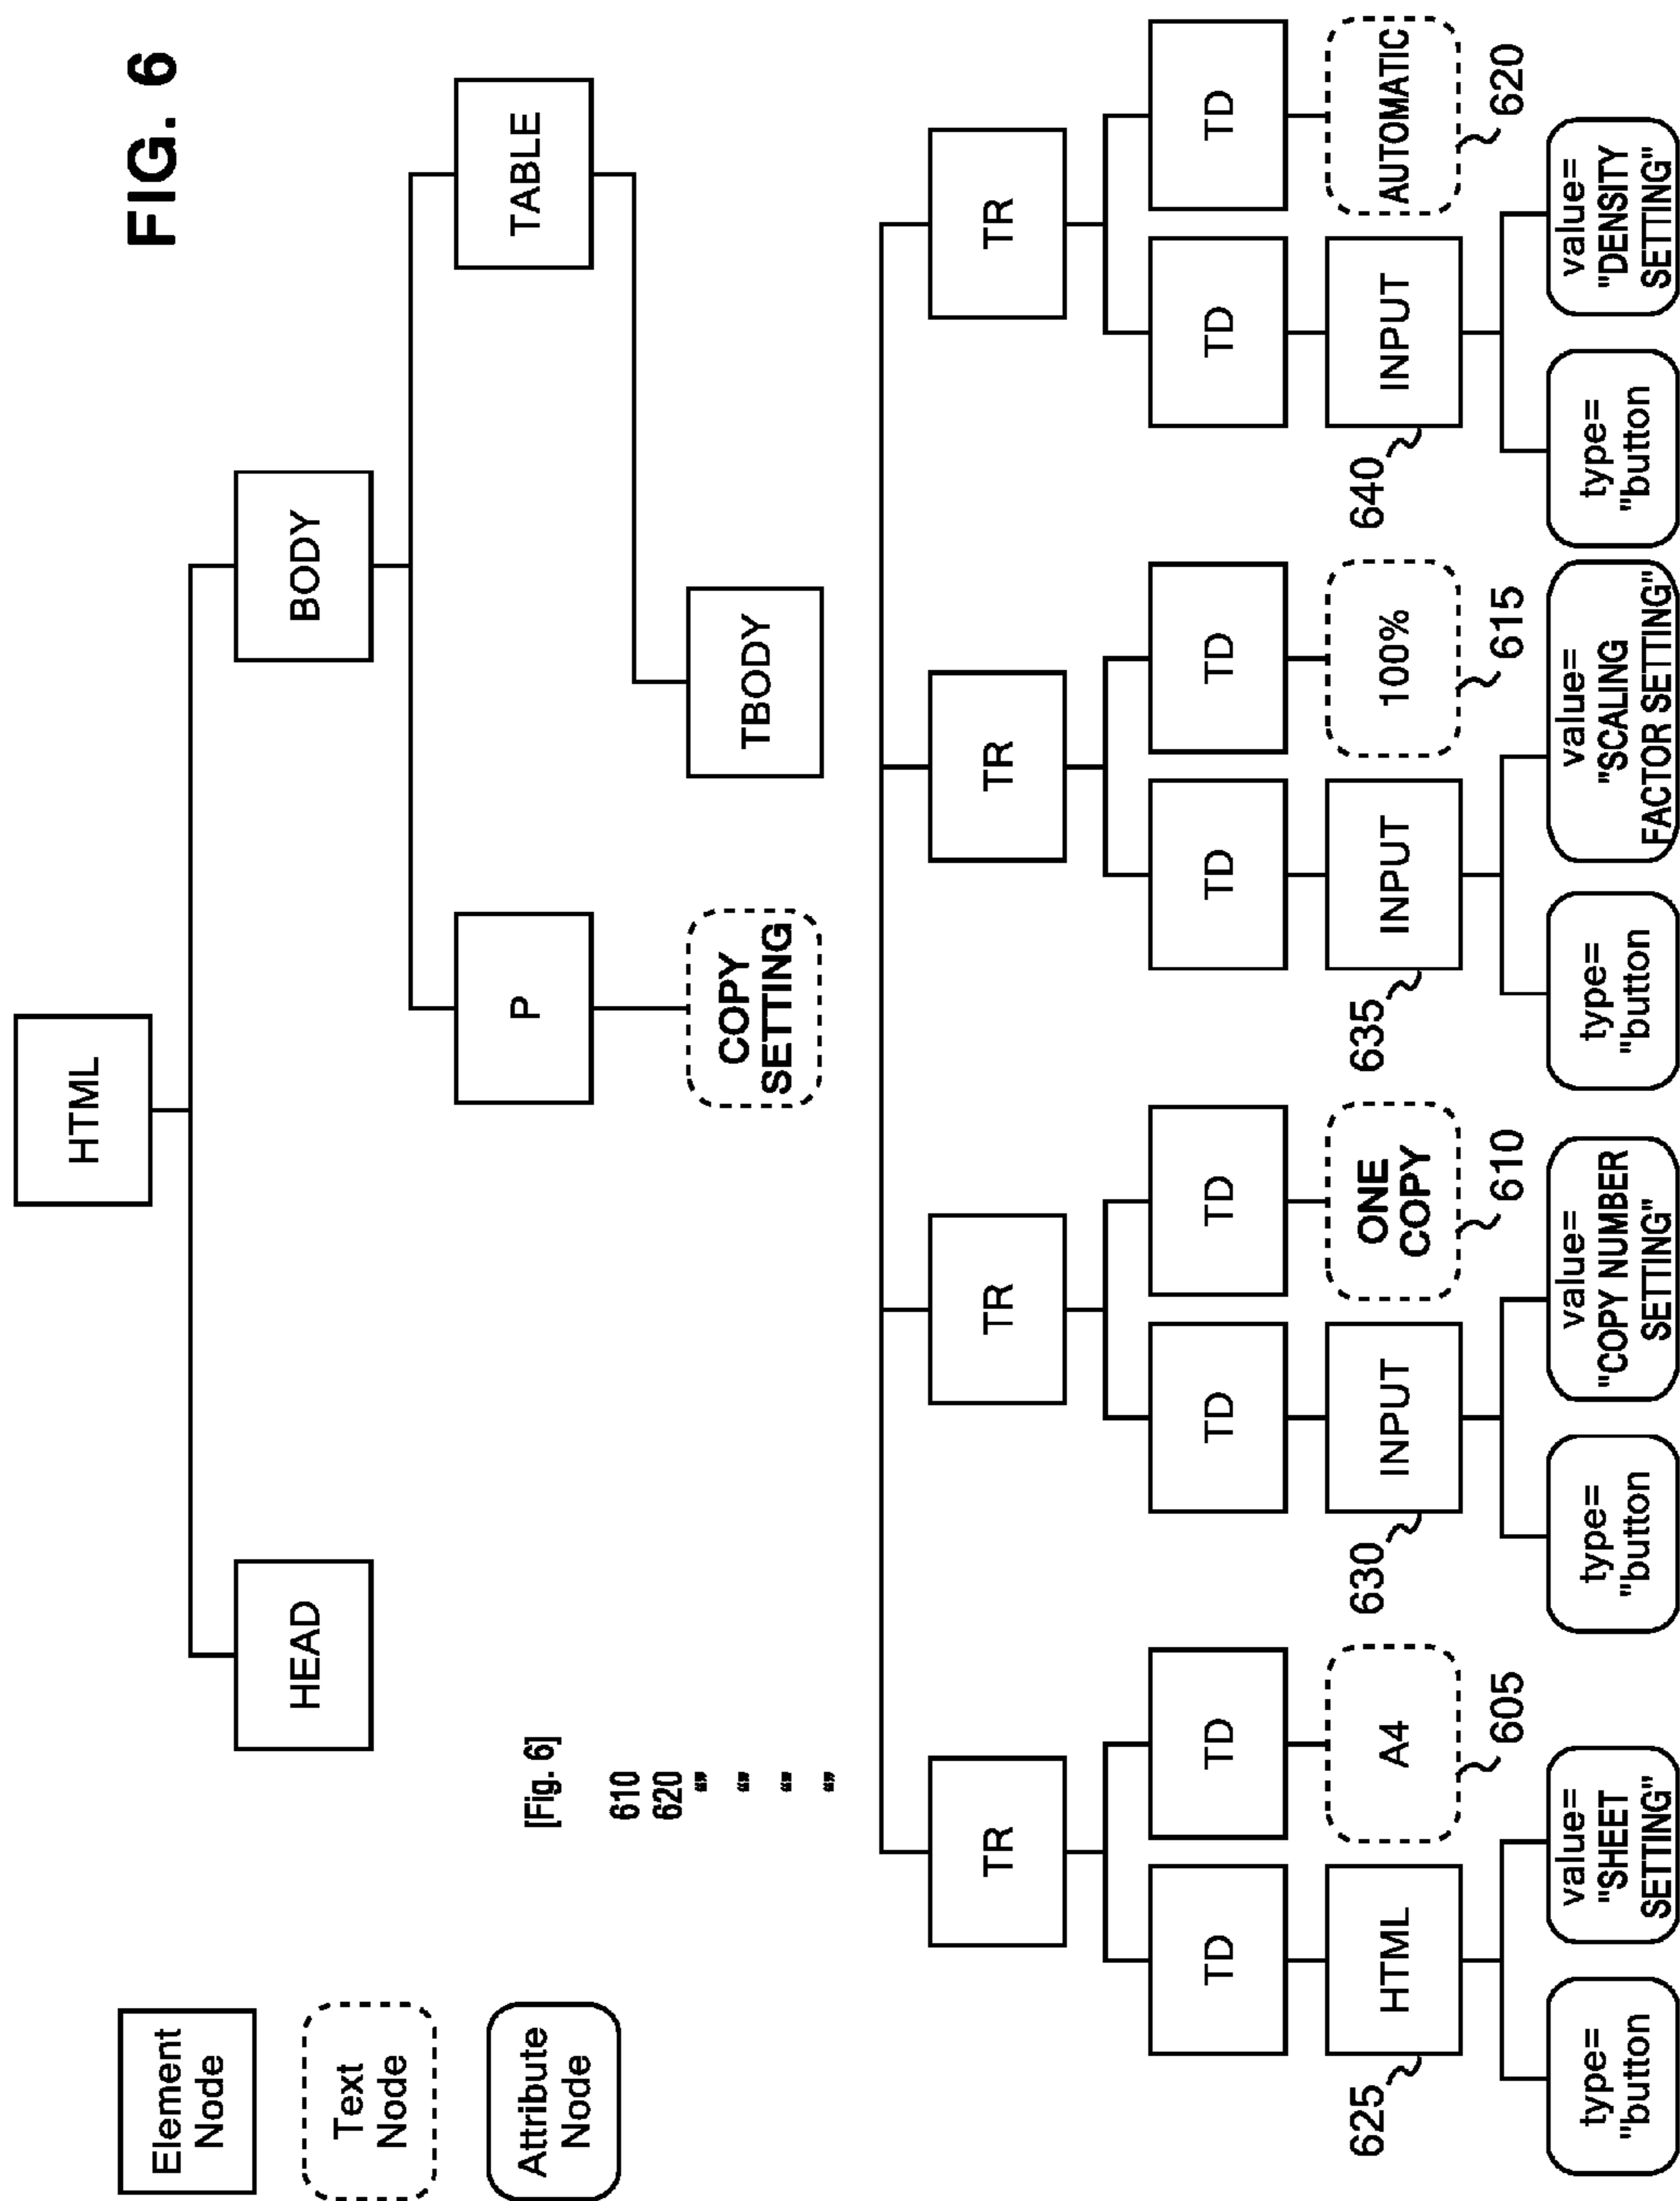 FIG. 6
Element
Node
Text
Node
Attribute
Node
HTML
HEAD
BODY
P
TABLE
COPY
SETTING
TBODY
[Fig. 6]
610
620
“”
“”
“”
“”
TR
TR
TR
TR
TD
TD
TD
TD
TD
TD
TD
TD
625
HTML
A4
605
630
INPUT
ONE
COPY
610
635
INPUT
100%
615
640
INPUT
AUTOMATIC
620
type=
"button
value=
"SHEET
SETTING"
type=
"button
value=
"COPY NUMBER
SETTING"
type=
"button
value=
"SCALING
FACTOR SETTING"
type=
"button
value=
"DENSITY
SETTING"